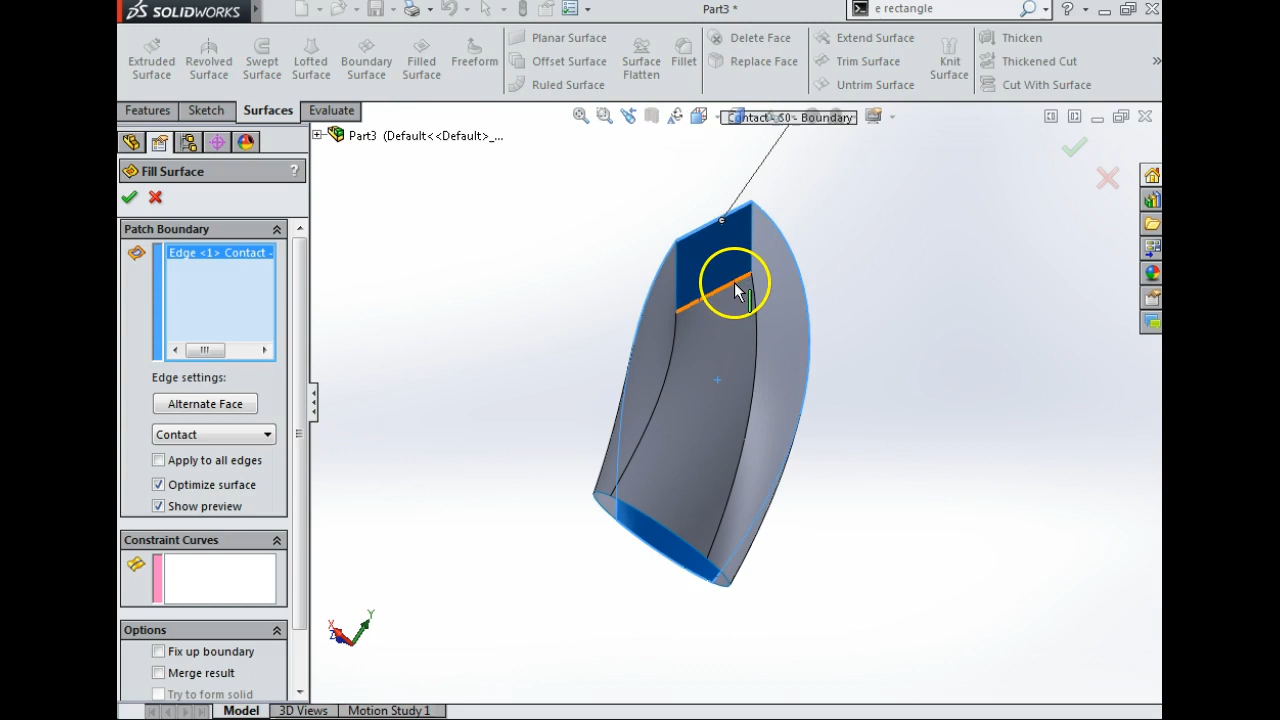 SOLIDWORKS
Part3 *
e rectangle
Extruded Surface
Revolved Surface
Swept Surface
Lofted Surface
Boundary Surface
Filled Surface
Freeform
Planar Surface
Offset Surface
Ruled Surface
Surface Flatten
Fillet
Delete Face
Replace Face
Extend Surface
Trim Surface
Untrim Surface
Knit Surface
Thicken
Thickened Cut
Cut With Surface
Features
Sketch
Surfaces
Evaluate
Contact - S0 - Boundary
Part3 (Default<<Default>_...
Fill Surface
?
Patch Boundary
Edge <1> Contact -
Edge settings:
Alternate Face
Contact
Apply to all edges
Optimize surface
Show preview
Constraint Curves
Options
Fix up boundary
Merge result
Try to form solid
X
Y
Z
Model
3D Views
Motion Study 1